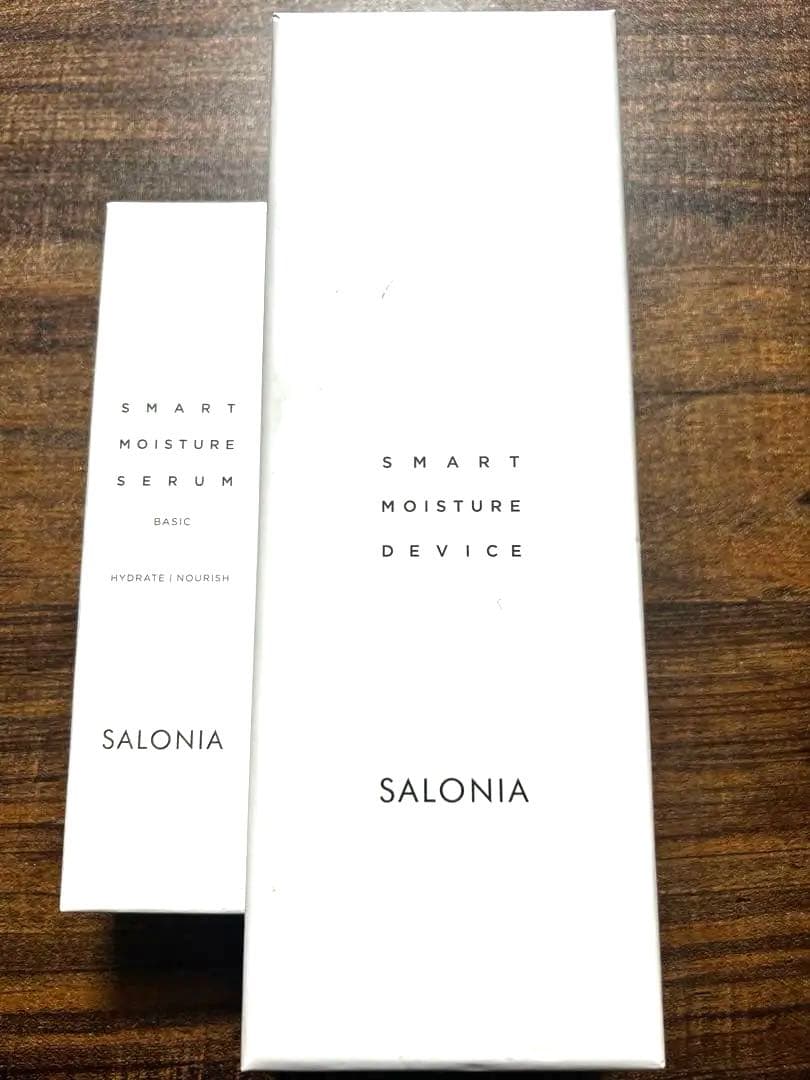 SMART
MOISTURE
SERUM
BASIC
HYDRATE | NOURISH
SALONIA
SMART
MOISTURE
DEVICE
SALONIA